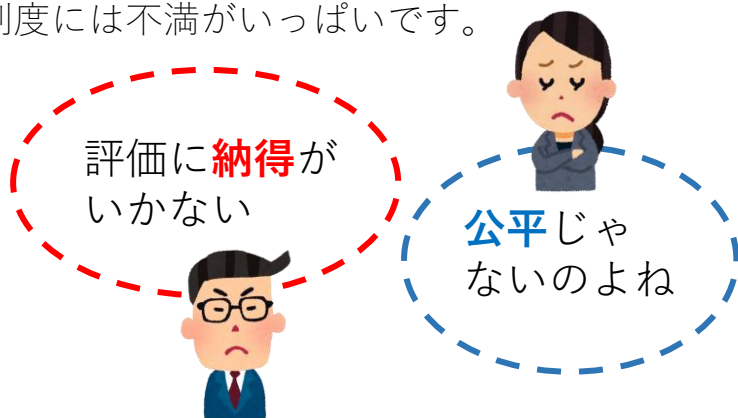 制度には不満がいっぱいです。
評価に納得が
いかない
公平じゃ
ないのよね